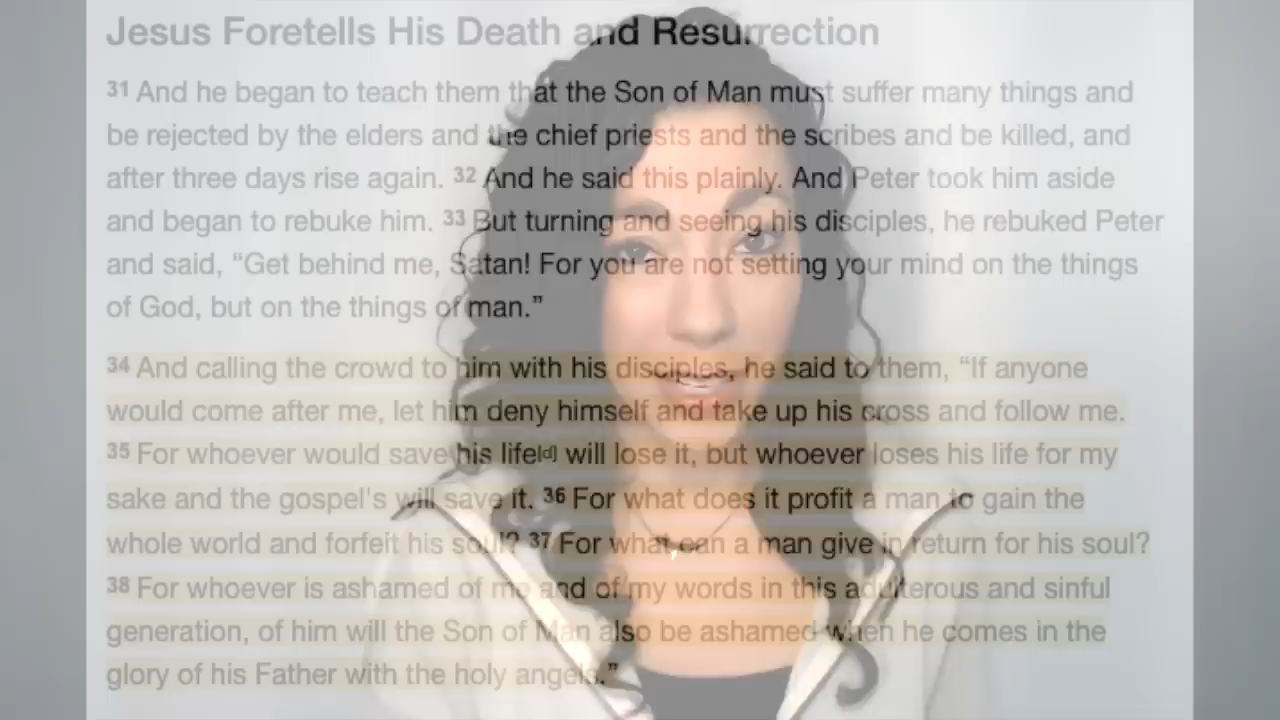 Jesus Foretells His Death and Resurrection
31 And he began to teach them that the Son of Man must suffer many things and
be rejected by the elders and the chief priests and the scribes and be killed, and
after three days rise again. 32 And he said this plainly. And Peter took him aside
and began to rebuke him. 33 But turning and seeing his disciples, he rebuked Peter
and said, “Get behind me, Satan! For you are not setting your mind on the things
of God, but on the things of man.”
34 And calling the crowd to him with his disciples, he said to them, “If anyone
would come after me, let him deny himself and take up his cross and follow me.
35 For whoever would save his life[d] will lose it, but whoever loses his life for my
sake and the gospel's will save it. 36 For what does it profit a man to gain the
whole world and forfeit his soul? 37 For what can a man give in return for his soul?
38 For whoever is ashamed of me and of my words in this adulterous and sinful
generation, of him will the Son of Man also be ashamed when he comes in the
glory of his Father with the holy angels.”